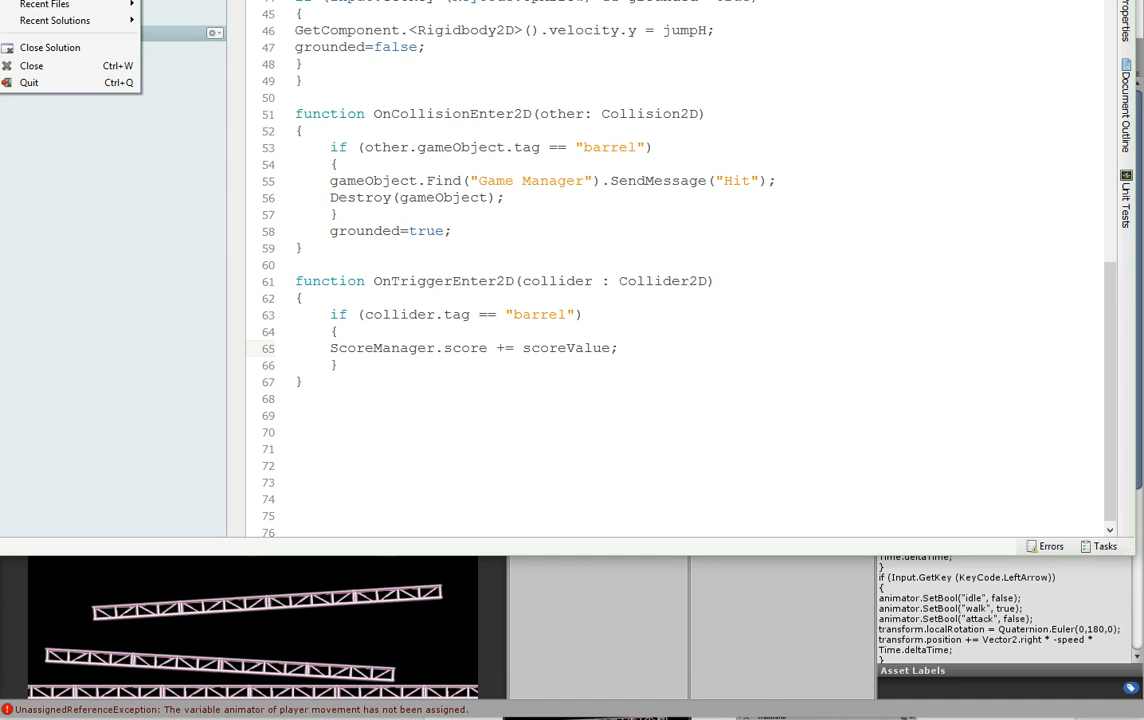 Recent Files
Recent Solutions
Close Solution
Close Ctrl+W
Quit Ctrl+Q
45 {
46 GetComponent.<Rigidbody2D>().velocity.y = jumpH;
47 grounded=false;
48 }
49 }
50
51 function OnCollisionEnter2D(other: Collision2D)
52 {
53 if (other.gameObject.tag == "barrel")
54 {
55 gameObject.Find("Game Manager").SendMessage("Hit");
56 Destroy(gameObject);
57 }
58 grounded=true;
59 }
60
61 function OnTriggerEnter2D(collider : Collider2D)
62 {
63 if (collider.tag == "barrel")
64 {
65 ScoreManager.score += scoreValue;
66 }
67 }
68
69
70
71
72
73
74
75
76
Properties
Document Outline
Unit Tests
Errors Tasks
Time.deltaTime;
}
if (Input.GetKey (KeyCode.LeftArrow))
{
animator.SetBool("idle", false);
animator.SetBool("walk", true);
animator.SetBool("attack", false);
transform.localRotation = Quaternion.Euler(0,180,0);
transform.position += Vector2.right * -speed *
Time.deltaTime;
}
Asset Labels
UnassignedReferenceException: The variable animator of player movement has not been assigned.